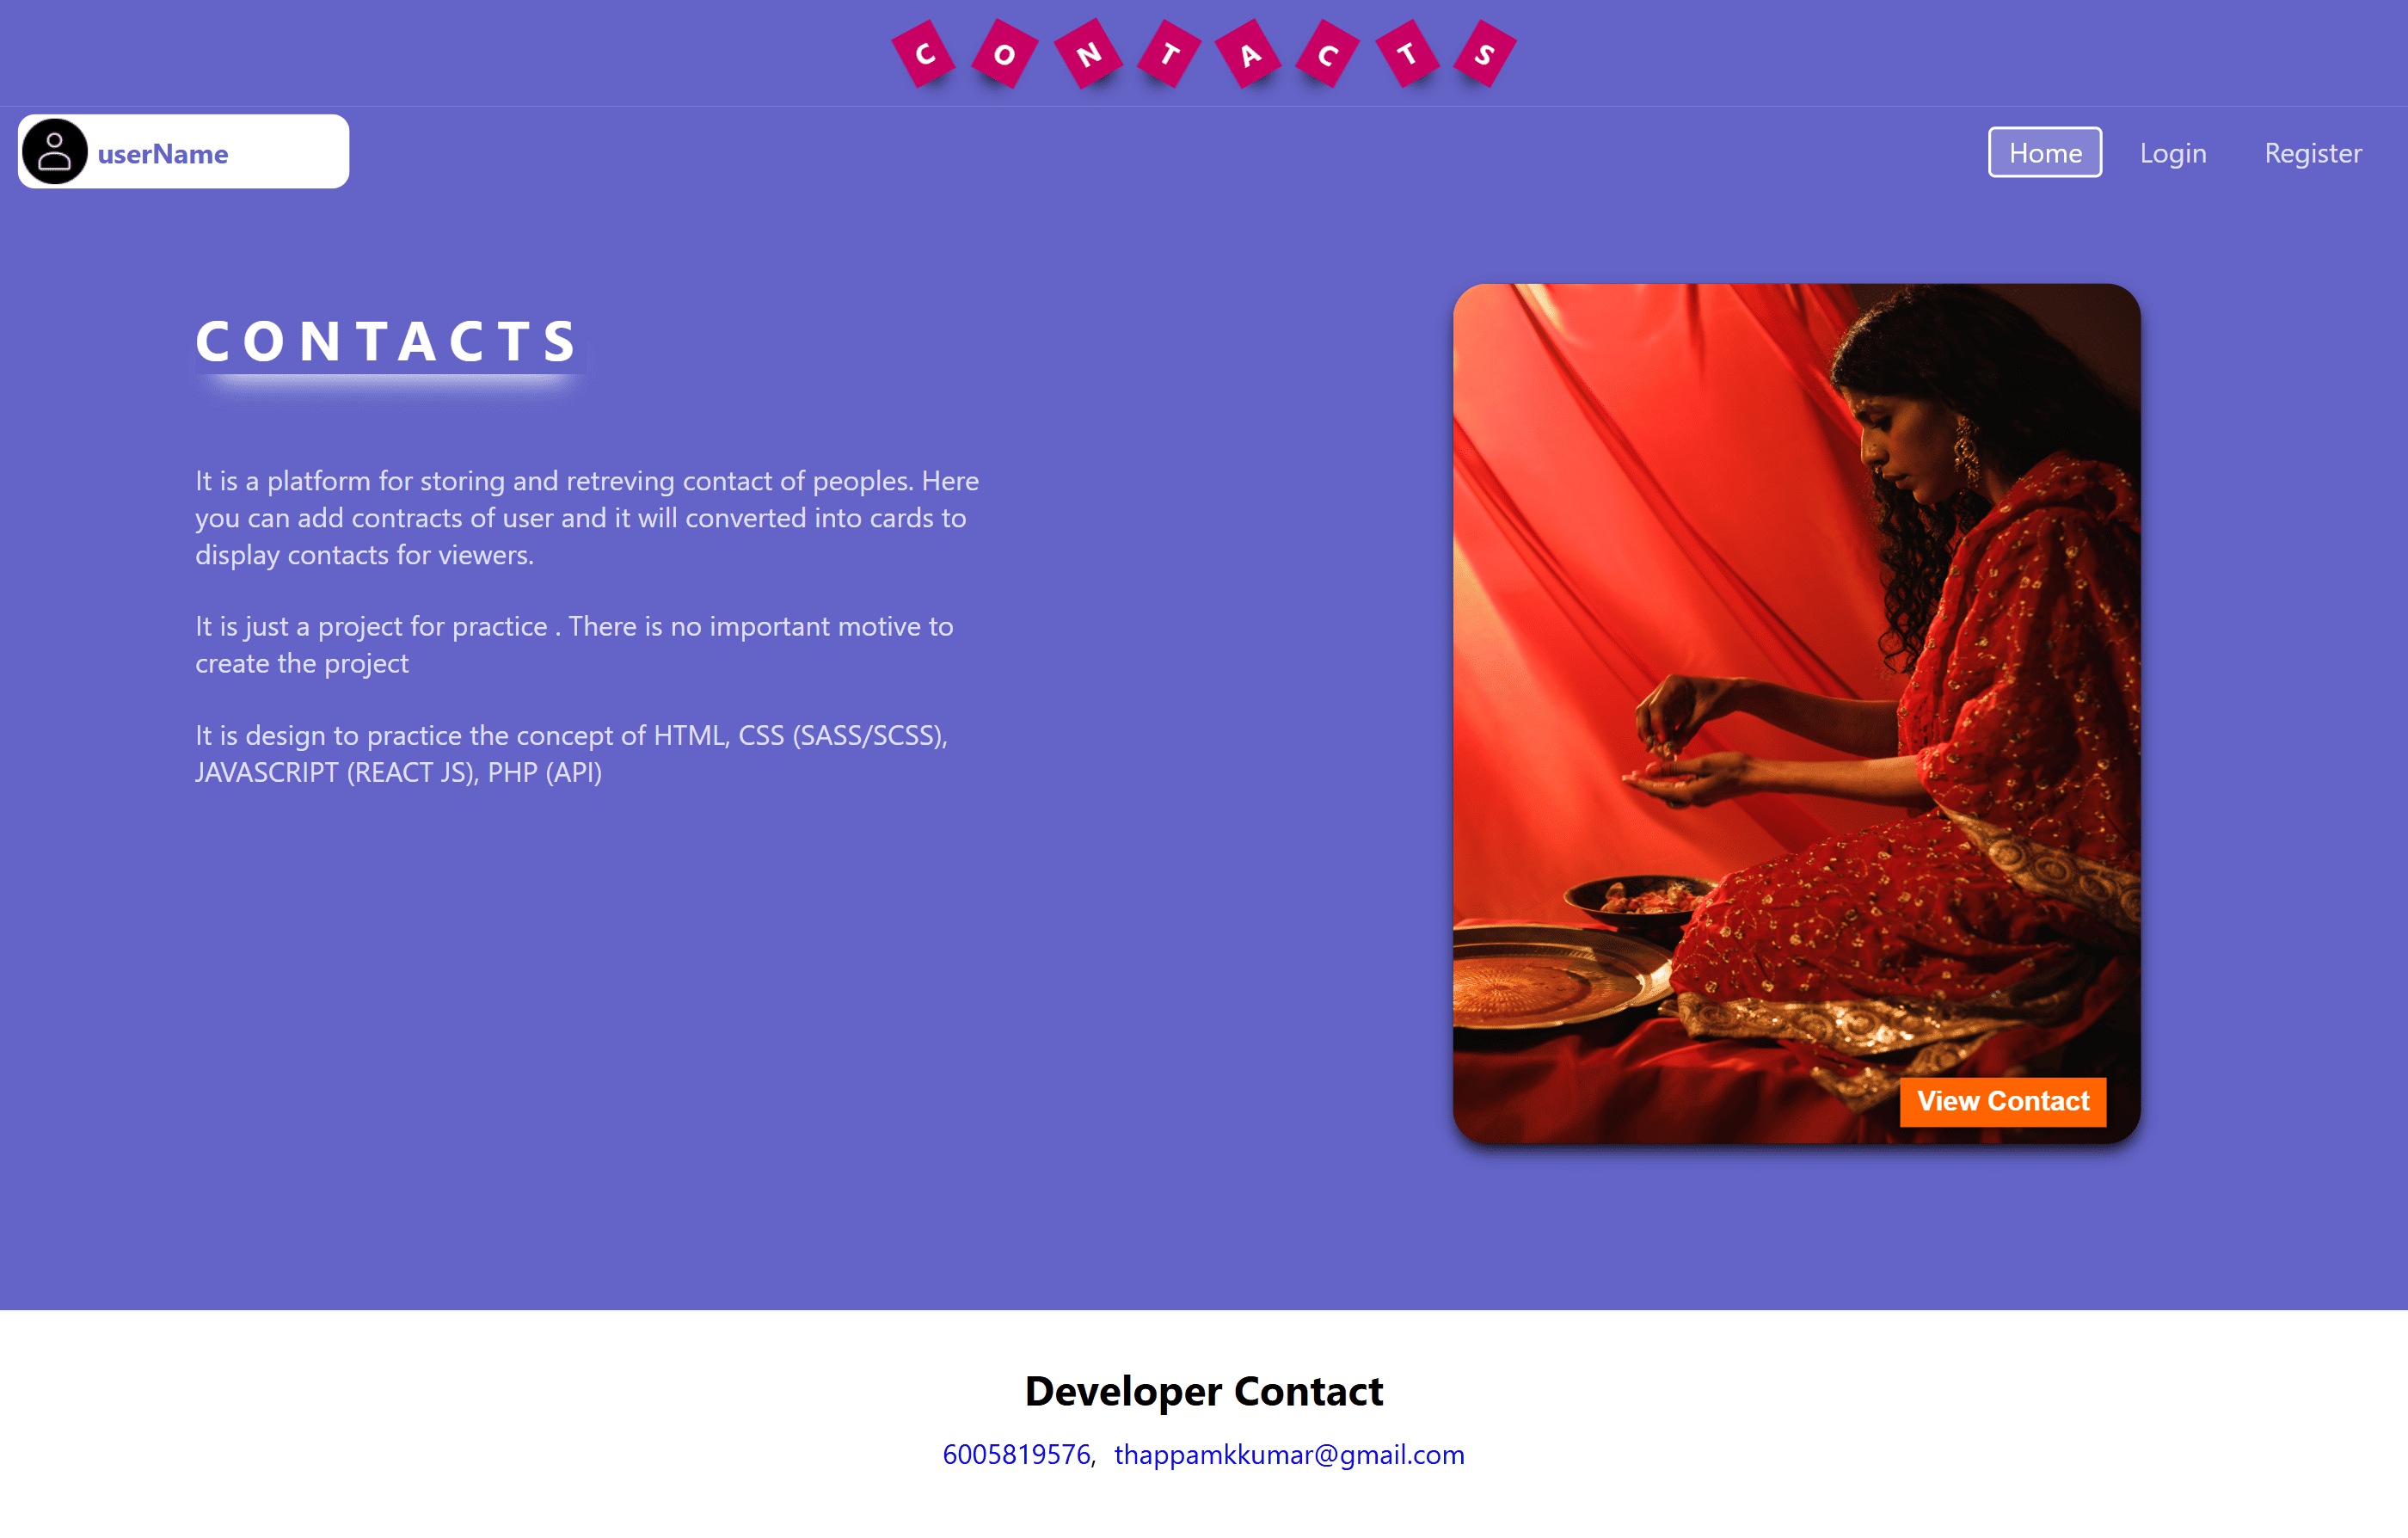 CONTACTS
userName
Home Login Register
CONTACTS
It is a platform for storing and retreving contact of peoples. Here
you can add contracts of user and it will converted into cards to
display contacts for viewers.
It is just a project for practice . There is no important motive to
create the project
It is design to practice the concept of HTML, CSS (SASS/SCSS),
JAVASCRIPT (REACT JS), PHP (API)
View Contact
Developer Contact
6005819576, thappamkkumar@gmail.com